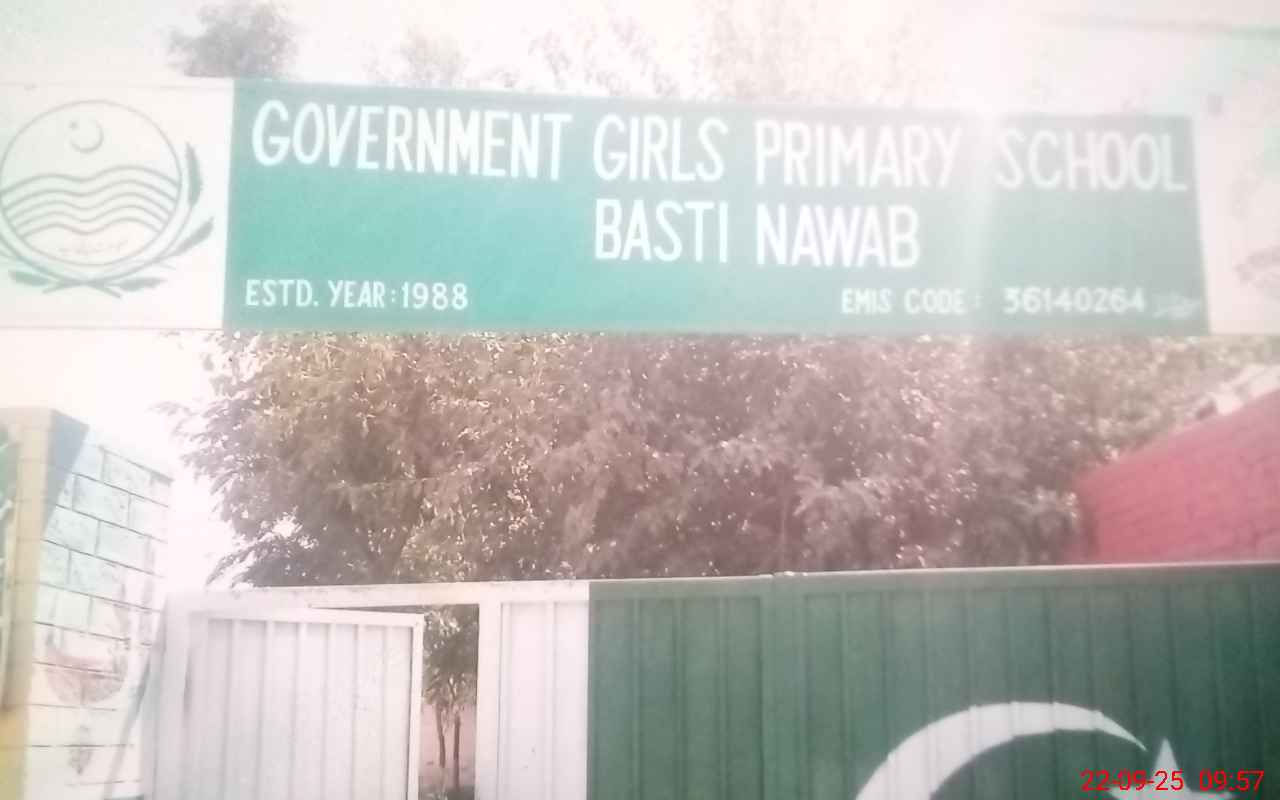 GOVERNMENT GIRLS PRIMARY SCHOOL
BASTI NAWAB
ESTD. YEAR:1988
EMIS CODE: 36140264
22-09-25 09:57